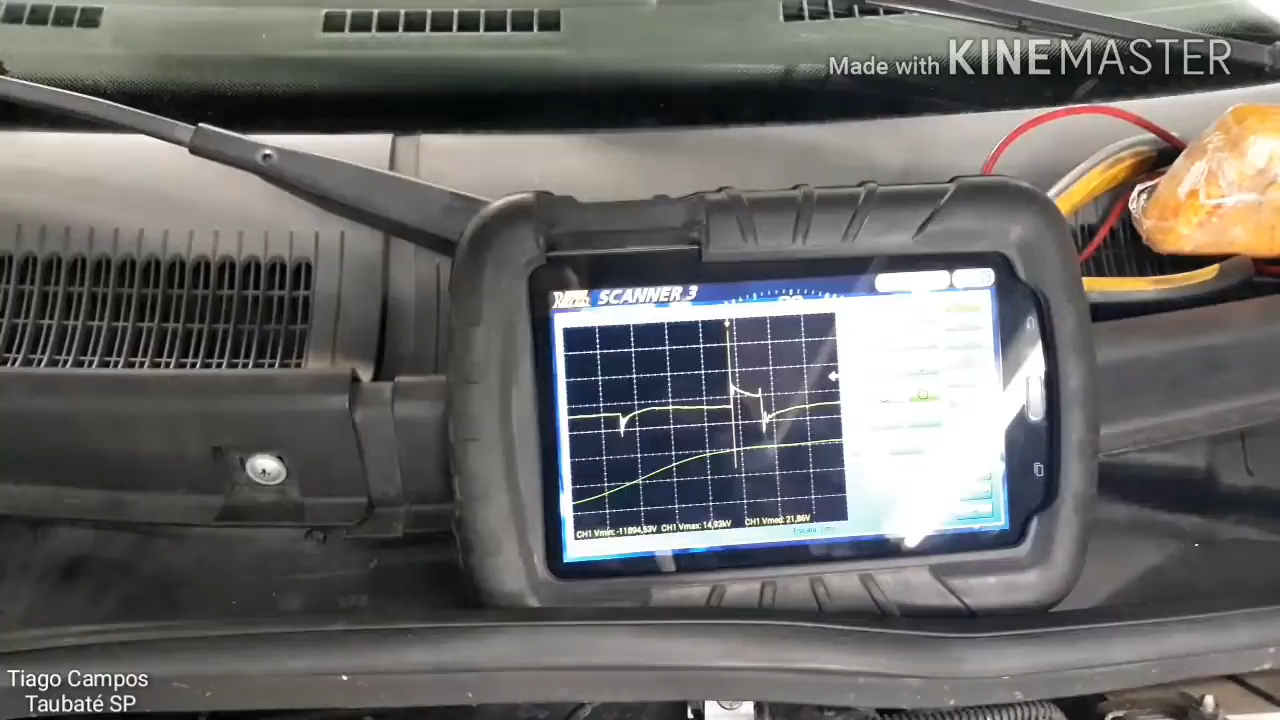 Made with KINEMASTER
SCANNER 3
CH1 Vmin: -11894,53V CH1 Vmax: 14,93kV CH1 Vmed: 21,86V
Tiago Campos
Taubaté SP